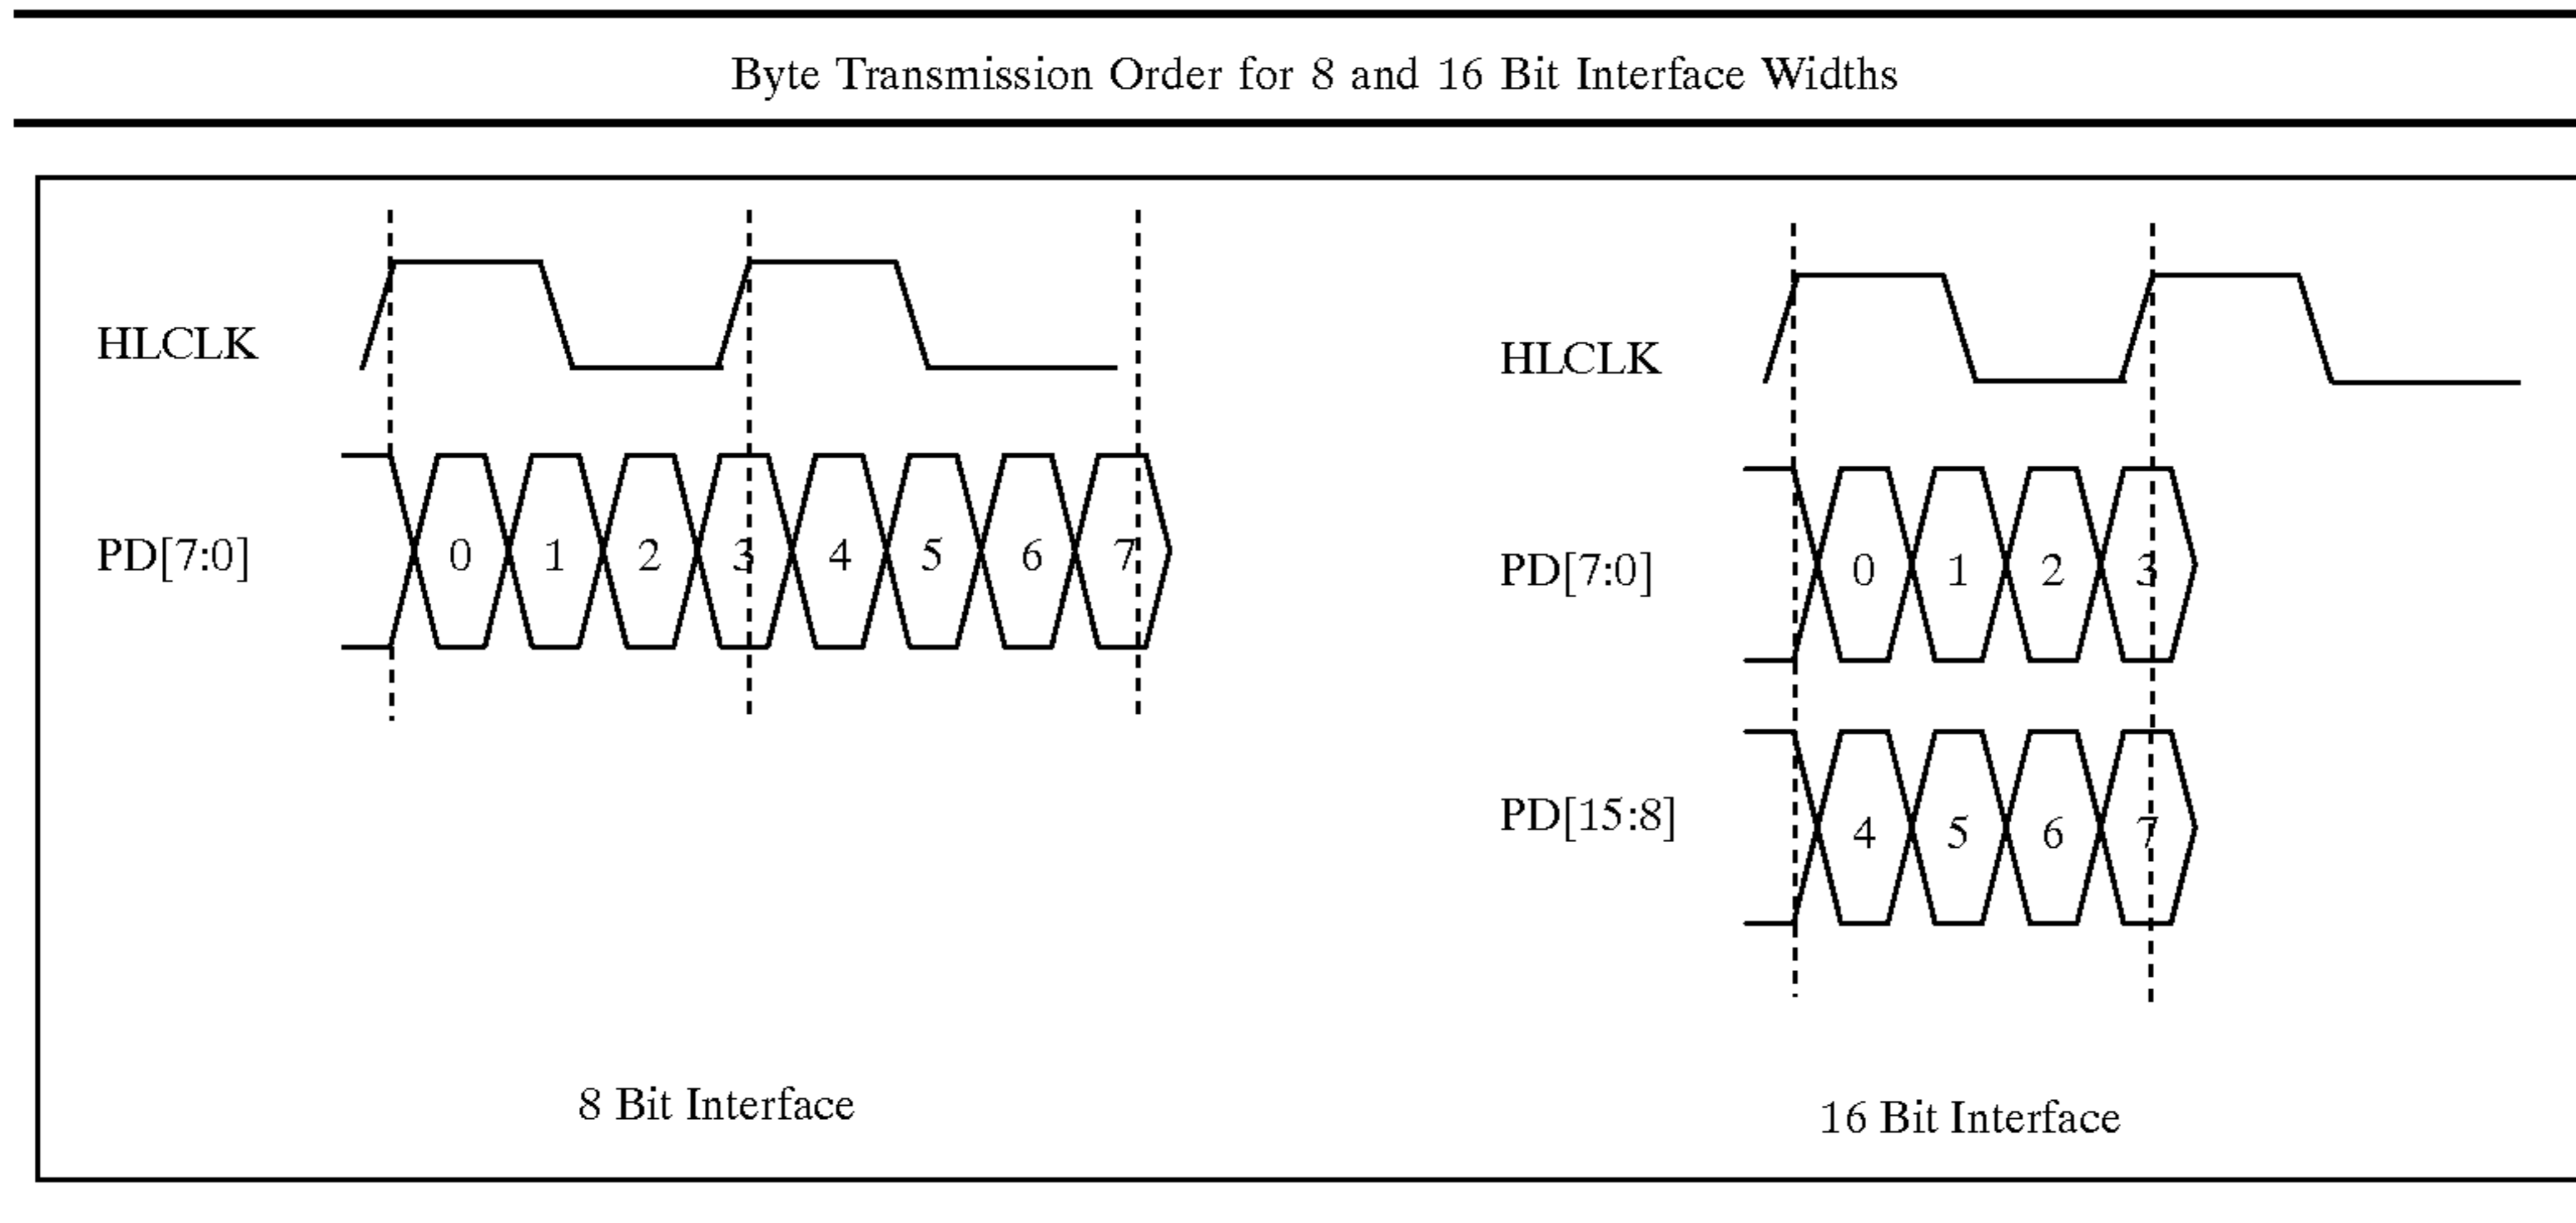 Byte Transmission Order for 8 and 16 Bit Interface Widths
HLCLK
PD[7:0]
0 1 2 3 4 5 6 7
8 Bit Interface
HLCLK
PD[7:0]
0 1 2 3
PD[15:8]
4 5 6 7
16 Bit Interface